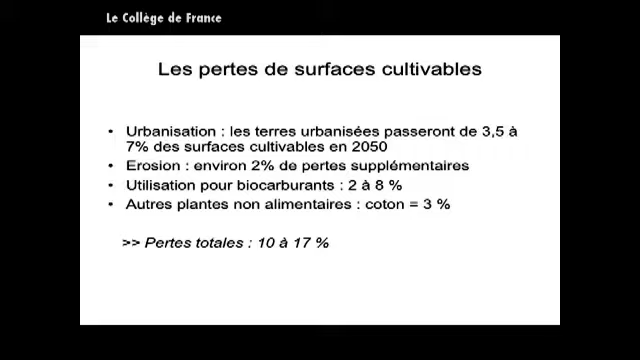 Le Collège de France
Les pertes de surfaces cultivables
• Urbanisation : les terres urbanisées passeront de 3,5 à
7% des surfaces cultivables en 2050
• Erosion : environ 2% de pertes supplémentaires
• Utilisation pour biocarburants : 2 à 8 %
• Autres plantes non alimentaires : coton = 3 %
>> Pertes totales : 10 à 17 %